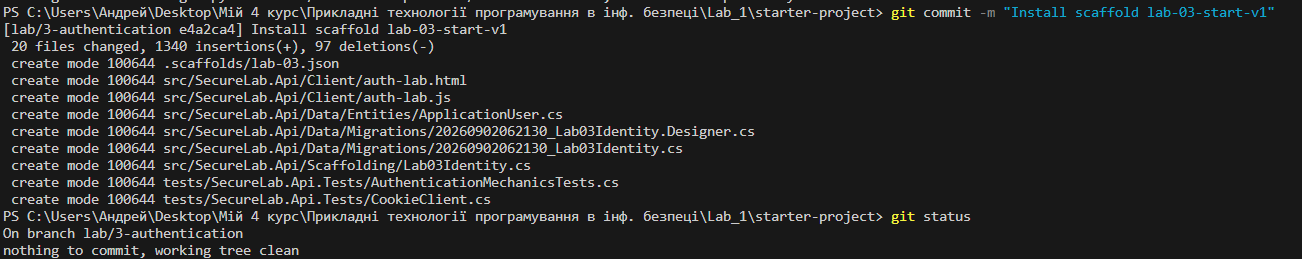 PS C:\Users\Андрей\Desktop\Мій 4 курс\Прикладні технології програмування в інф. безпеці\Lab_1\starter-project> git commit -m "Install scaffold lab-03-start-v1"
[lab/3-authentication e4a2ca4] Install scaffold lab-03-start-v1
 20 files changed, 1340 insertions(+), 97 deletions(-)
 create mode 100644 .scaffolds/lab-03.json
 create mode 100644 src/SecureLab.Api/Client/auth-lab.html
 create mode 100644 src/SecureLab.Api/Client/auth-lab.js
 create mode 100644 src/SecureLab.Api/Data/Entities/ApplicationUser.cs
 create mode 100644 src/SecureLab.Api/Data/Migrations/20260902062130_Lab03Identity.Designer.cs
 create mode 100644 src/SecureLab.Api/Data/Migrations/20260902062130_Lab03Identity.cs
 create mode 100644 src/SecureLab.Api/Scaffolding/Lab03Identity.cs
 create mode 100644 tests/SecureLab.Api.Tests/AuthenticationMechanicsTests.cs
 create mode 100644 tests/SecureLab.Api.Tests/CookieClient.cs
PS C:\Users\Андрей\Desktop\Мій 4 курс\Прикладні технології програмування в інф. безпеці\Lab_1\starter-project> git status
On branch lab/3-authentication
nothing to commit, working tree clean